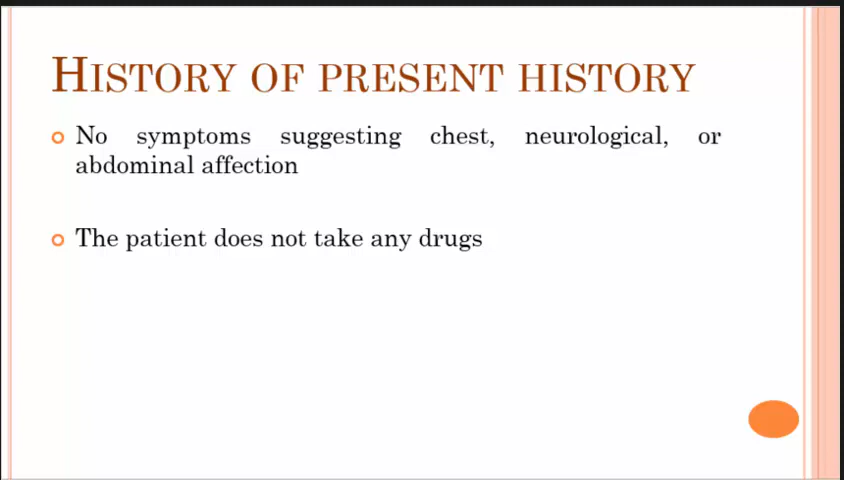 HISTORY OF PRESENT HISTORY
No symptoms suggesting chest, neurological, or
abdominal affection
The patient does not take any drugs